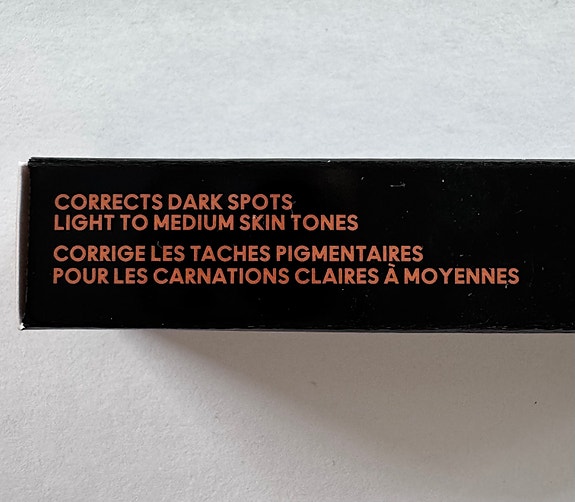 CORRECTS DARK SPOTS
LIGHT TO MEDIUM SKIN TONES
CORRIGE LES TACHES PIGMENTAIRES
POUR LES CARNATIONS CLAIRES À MOYENNES